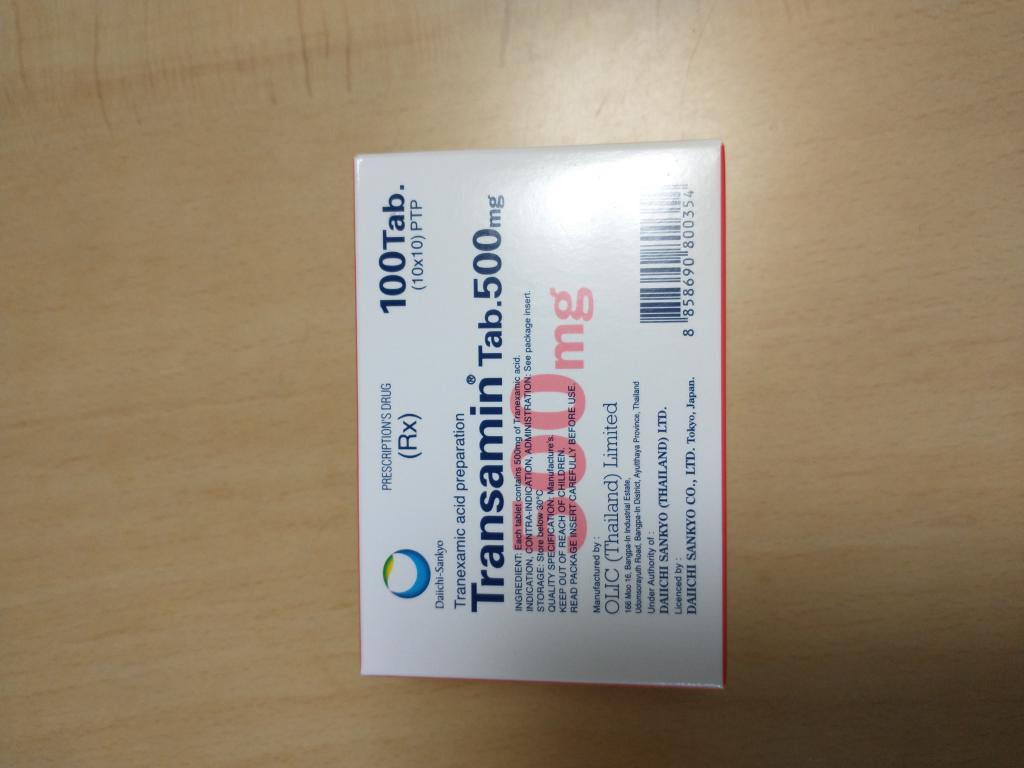 PRESCRIPTION'S DRUG
(Rx)
100Tab.
(10x10) PTP
Daiichi-Sankyo
Tranexamic acid preparation
Transamin® Tab.500mg
500mg
INGREDIENT: Each tablet contains 500mg of Tranexamic acid.
INDICATION, CONTRA-INDICATION, ADMINISTRATION: See package insert.
STORAGE: Store below 30°C
QUALITY SPECIFICATION: Manufacture's.
KEEP OUT OF REACH OF CHILDREN.
READ PACKAGE INSERT CAREFULLY BEFORE USE.
Manufactured by :
OLIC (Thailand) Limited
166 Moo 16, Bangpa-In Industrial Estate,
Udomsorayuth Road, Bangpa-In District, Ayutthaya Province, Thailand
Under Authority of :
DAIICHI SANKYO (THAILAND) LTD.
Licenced by :
DAIICHI SANKYO CO., LTD. Tokyo, Japan.
8 858690 800354